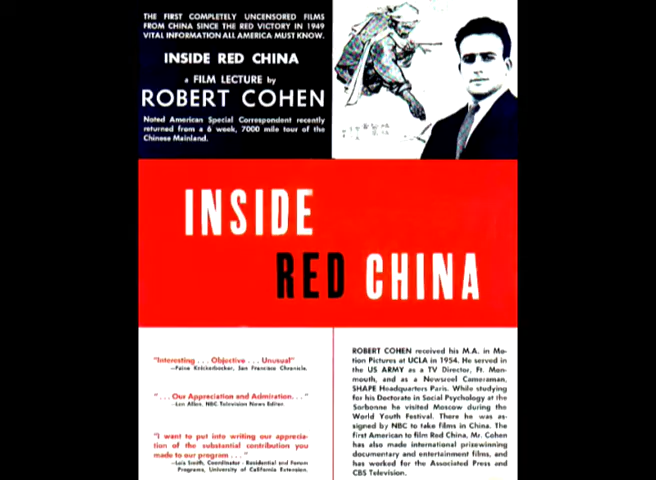 THE FIRST COMPLETELY UNCENSORED FILMS
FROM CHINA SINCE THE RED VICTORY IN 1949
VITAL INFORMATION ALL AMERICA MUST KNOW.
INSIDE RED CHINA
a FILM LECTURE by
ROBERT COHEN
Noted American Special Correspondent recently
returned from a 6 week, 7000 mile tour of the
Chinese Mainland.
INSIDE
RED CHINA
"Interesting . . . Objective . . . Unusual"
—Paine Knickerbocker, San Francisco Chronicle.
". . . Our Appreciation and Admiration. . ."
—Len Allen, NBC Television News Editor
"I want to put into writing our apprecia-
tion of the substantial contribution you
made to our program . . ."
—Lois Smith, Coordinator - Residential and Forum
Programs, University of California Extension.
ROBERT COHEN received his M.A. in Mo-
tion Pictures at UCLA in 1954. He served in
the US ARMY as a TV Director, Ft. Mon-
mouth, and as a Newsreel Cameraman,
SHAPE Headquarters Paris. While studying
for his Doctorate in Social Psychology at the
Sorbonne he visited Moscow during the
World Youth Festival. There he was as-
signed by NBC to take films in China. The
first American to film Red China, Mr. Cohen
has also made international prizewinning
documentary and entertainment films, and
has worked for the Associated Press and
CBS Television.